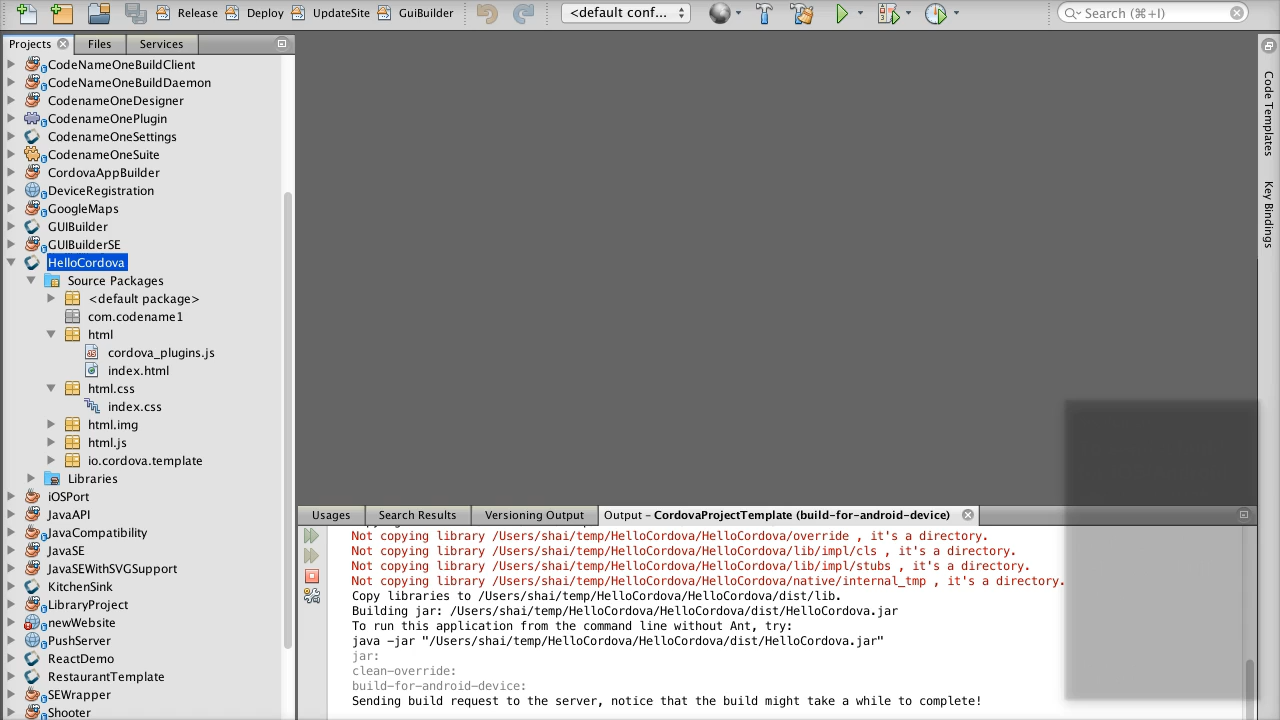 Release Deploy UpdateSite GuiBuilder <default conf... Search (⌘+I)
Projects Files Services
CodeNameOneBuildClient
CodeNameOneBuildDaemon
CodenameOneDesigner
CodenameOnePlugin
CodenameOneSettings
CodenameOneSuite
CordovaAppBuilder
DeviceRegistration
GoogleMaps
GUIBuilder
GUIBuilderSE
HelloCordova
Source Packages
<default package>
com.codename1
html
cordova_plugins.js
index.html
html.css
index.css
html.img
html.js
io.cordova.template
Libraries
iOSPort
JavaAPI
JavaCompatibility
JavaSE
JavaSEWithSVGSupport
KitchenSink
LibraryProject
newWebsite
PushServer
ReactDemo
RestaurantTemplate
SEWrapper
Shooter
Code Templates
Key Bindings
Usages Search Results Versioning Output Output - CordovaProjectTemplate (build-for-android-device)
Not copying library /Users/shai/temp/HelloCordova/HelloCordova/override , it's a directory.
Not copying library /Users/shai/temp/HelloCordova/HelloCordova/lib/impl/cls , it's a directory.
Not copying library /Users/shai/temp/HelloCordova/HelloCordova/lib/impl/stubs , it's a directory.
Not copying library /Users/shai/temp/HelloCordova/HelloCordova/native/internal_tmp , it's a directory.
Copy libraries to /Users/shai/temp/HelloCordova/HelloCordova/dist/lib.
Building jar: /Users/shai/temp/HelloCordova/HelloCordova/dist/HelloCordova.jar
To run this application from the command line without Ant, try:
java -jar "/Users/shai/temp/HelloCordova/HelloCordova/dist/HelloCordova.jar"
jar:
clean-override:
build-for-android-device:
Sending build request to the server, notice that the build might take a while to complete!